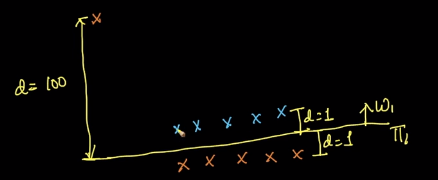 x
d= 100
x x x x x
d=1
w₁
π₁
d=1
x x x x x